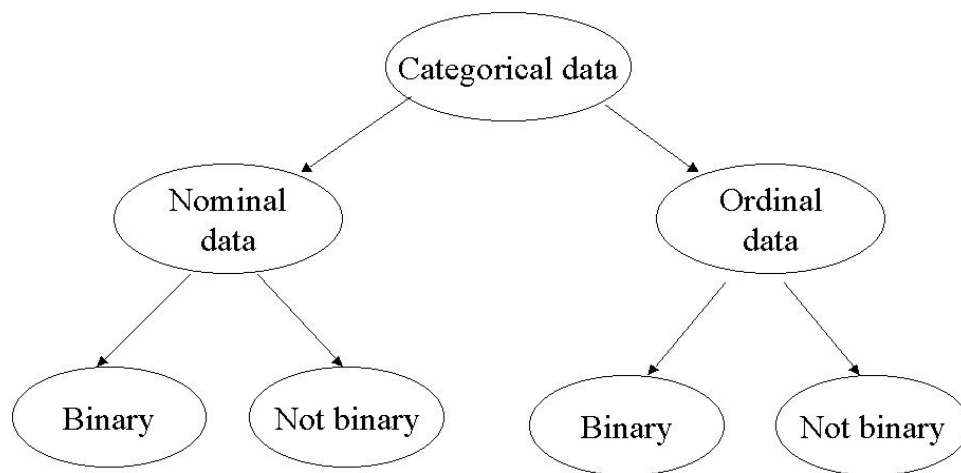 Categorical data
Nominal
data
Ordinal
data
Binary
Not binary
Binary
Not binary